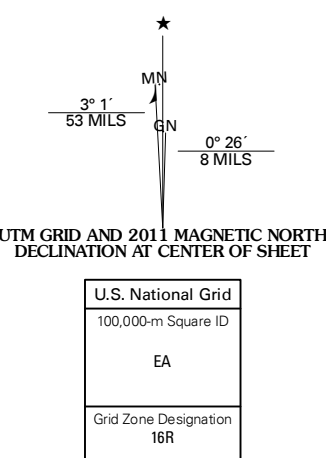 ★
MN
3° 1´
53 MILS
GN
0° 26´
8 MILS
UTM GRID AND 2011 MAGNETIC NORTH
DECLINATION AT CENTER OF SHEET
U.S. National Grid
100,000-m Square ID
EA
Grid Zone Designation
16R